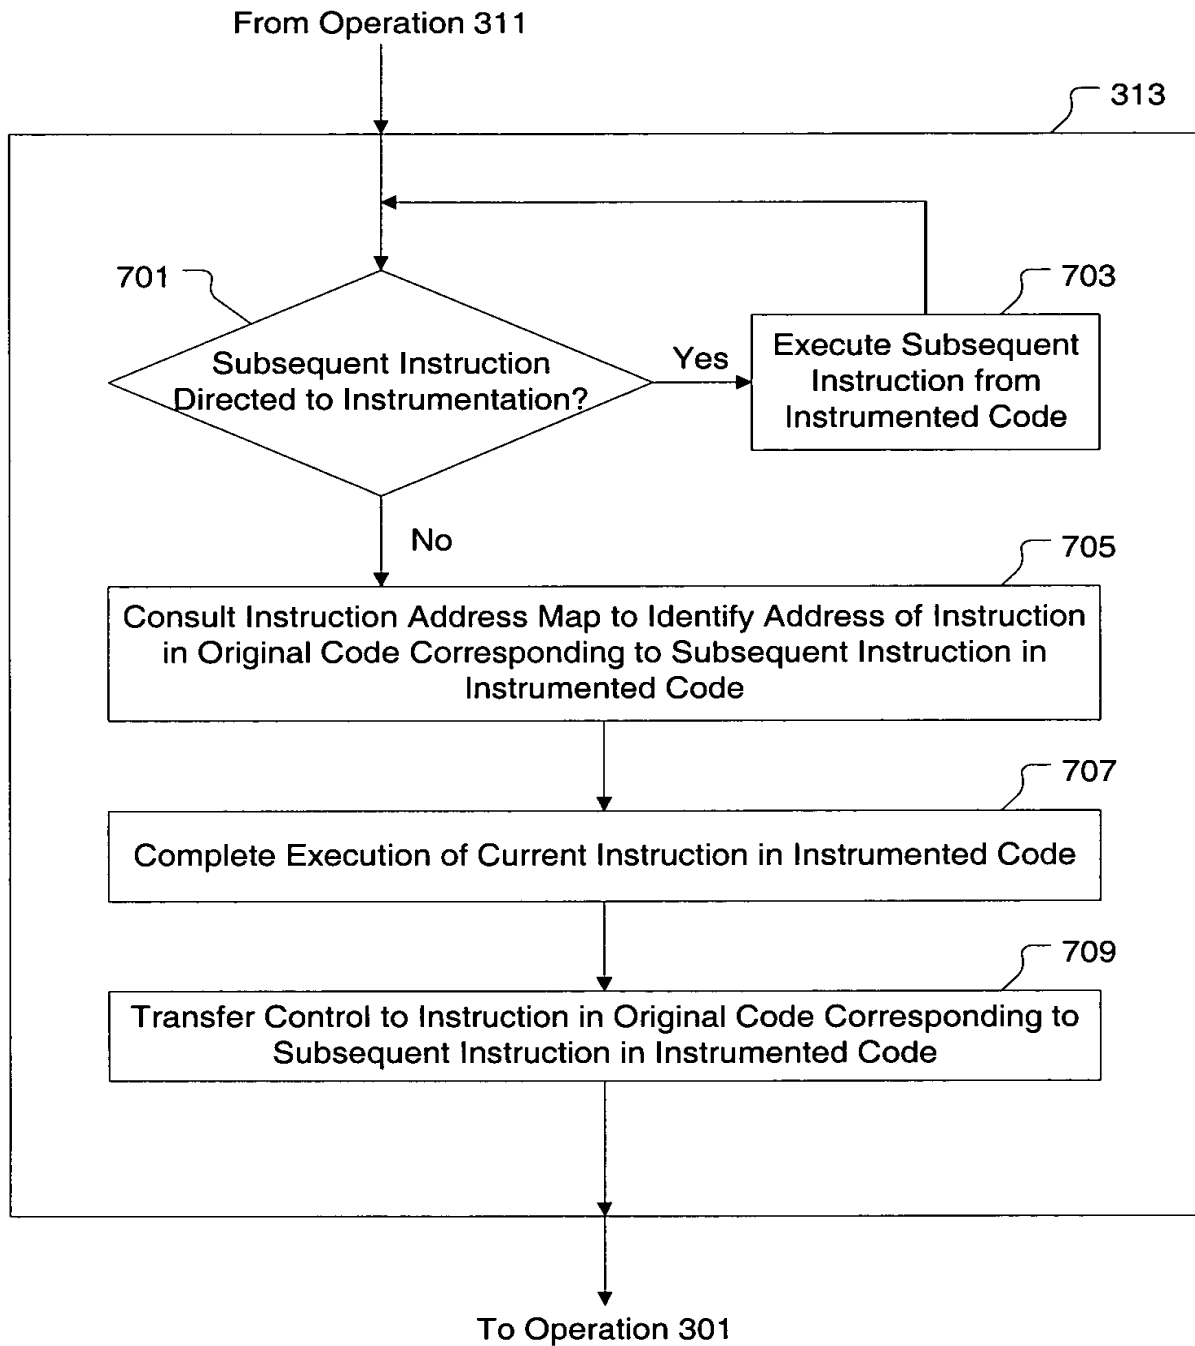 From Operation 311
313
701
Subsequent Instruction
Directed to Instrumentation?
Yes
703
Execute Subsequent
Instruction from
Instrumented Code
No
705
Consult Instruction Address Map to Identify Address of Instruction
in Original Code Corresponding to Subsequent Instruction in
Instrumented Code
707
Complete Execution of Current Instruction in Instrumented Code
709
Transfer Control to Instruction in Original Code Corresponding to
Subsequent Instruction in Instrumented Code
To Operation 301